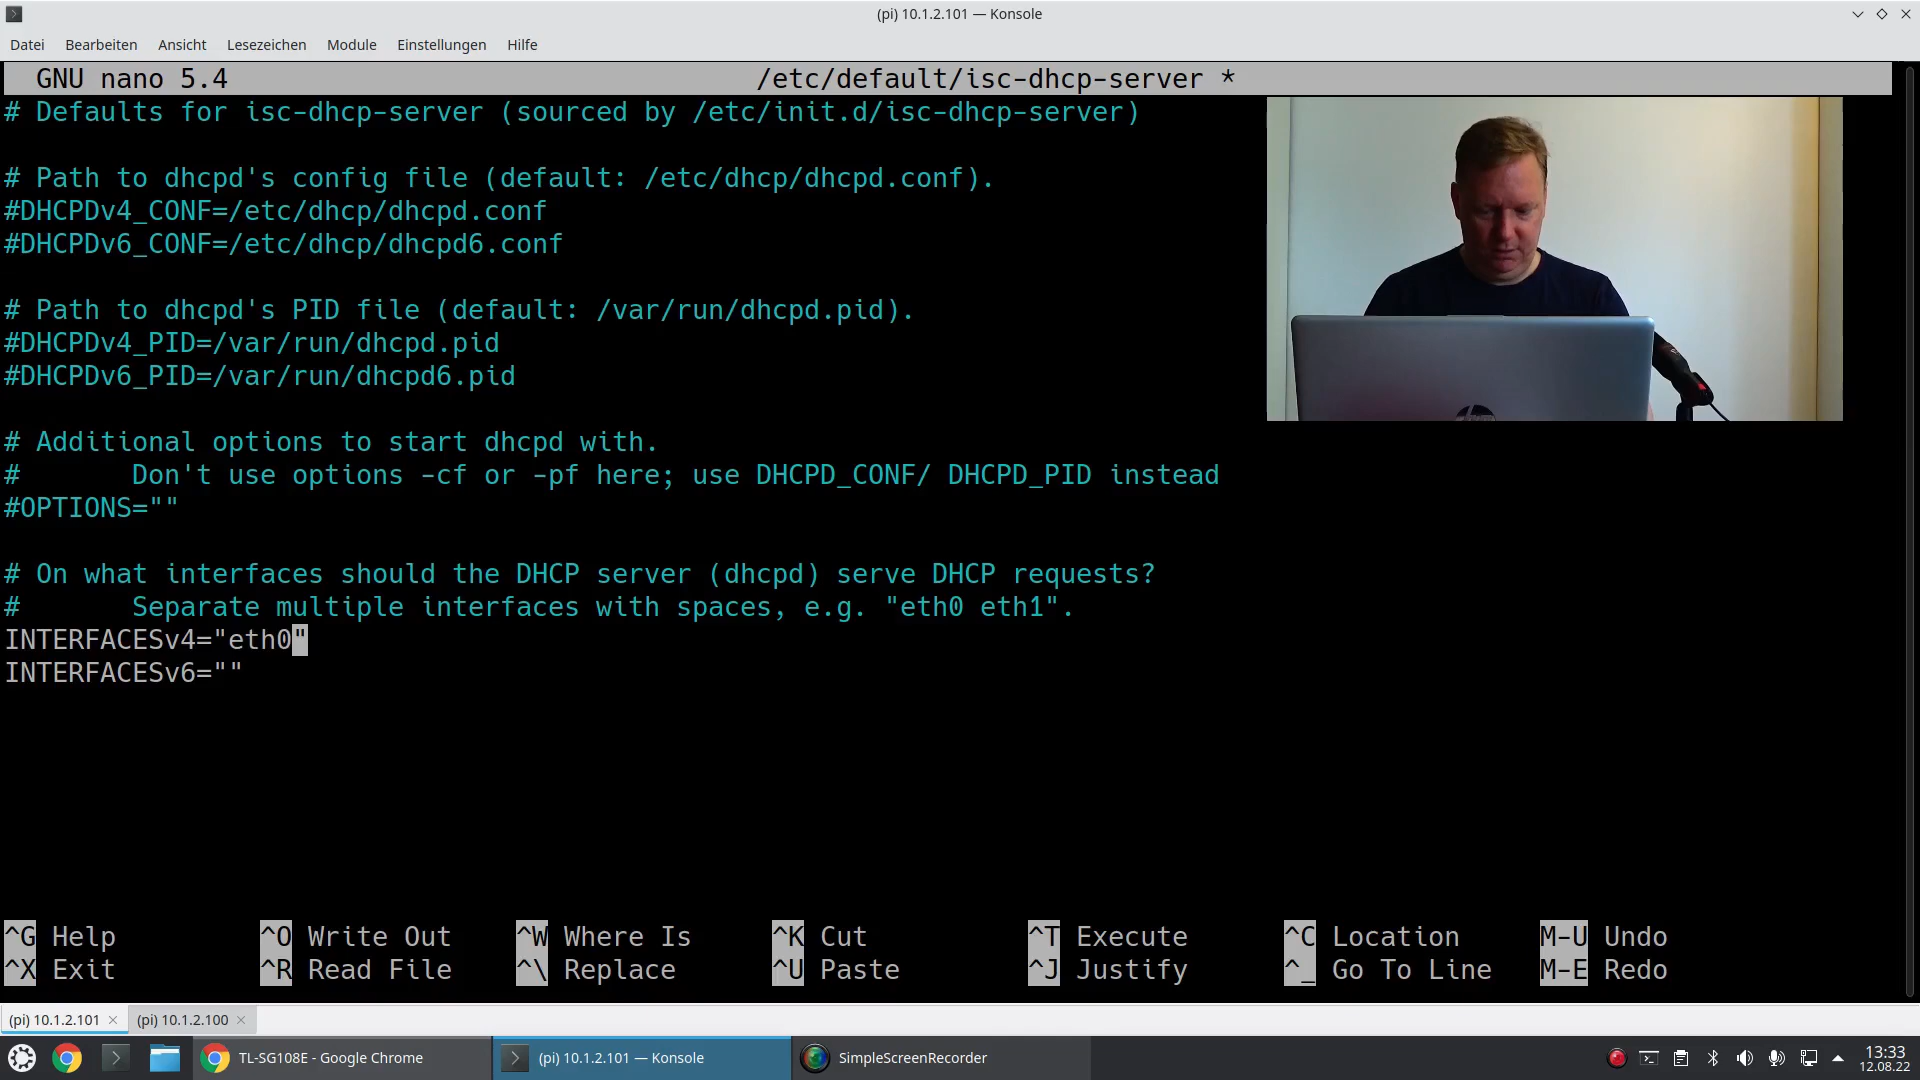 (pi) 10.1.2.101 — Konsole
Datei Bearbeiten Ansicht Lesezeichen Module Einstellungen Hilfe
GNU nano 5.4 /etc/default/isc-dhcp-server *
# Defaults for isc-dhcp-server (sourced by /etc/init.d/isc-dhcp-server)
# Path to dhcpd's config file (default: /etc/dhcp/dhcpd.conf).
#DHCPDv4_CONF=/etc/dhcp/dhcpd.conf
#DHCPDv6_CONF=/etc/dhcp/dhcpd6.conf
# Path to dhcpd's PID file (default: /var/run/dhcpd.pid).
#DHCPDv4_PID=/var/run/dhcpd.pid
#DHCPDv6_PID=/var/run/dhcpd6.pid
# Additional options to start dhcpd with.
#       Don't use options -cf or -pf here; use DHCPD_CONF/ DHCPD_PID instead
#OPTIONS=""
# On what interfaces should the DHCP server (dhcpd) serve DHCP requests?
#       Separate multiple interfaces with spaces, e.g. "eth0 eth1".
INTERFACESv4="eth0"
INTERFACESv6=""
^G Help ^O Write Out ^W Where Is ^K Cut ^T Execute ^C Location M-U Undo
^X Exit ^R Read File ^\ Replace ^U Paste ^J Justify ^_ Go To Line M-E Redo
(pi) 10.1.2.101 (pi) 10.1.2.100
TL-SG108E - Google Chrome (pi) 10.1.2.101 — Konsole SimpleScreenRecorder 13:33
12.08.22